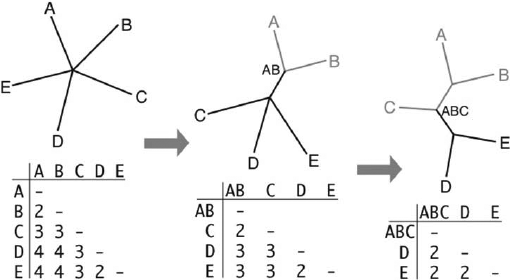 A
B
E
C
D
A B C D E
A –
B 2 –
C 3 3 –
D 4 4 3 –
E 4 4 3 2 –
A
AB
B
C
D
E
AB C D E
AB –
C 2 –
D 3 3 –
E 3 3 2 –
A
B
C
ABC
E
D
ABC D E
ABC –
D 2 –
E 2 2 –